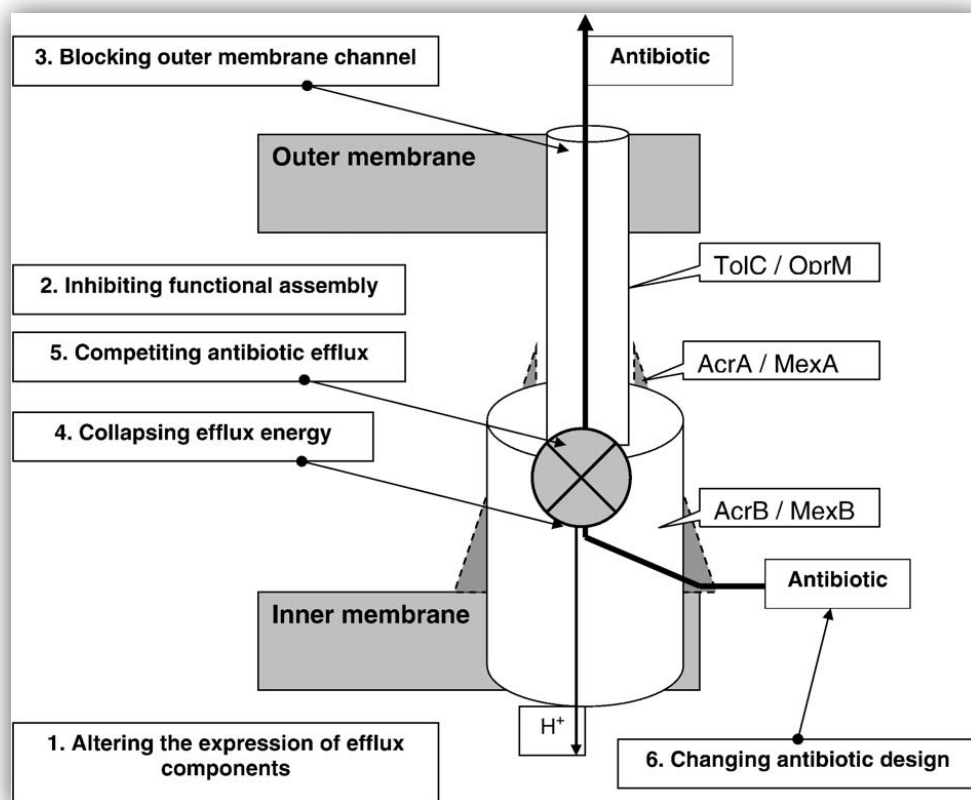 3. Blocking outer membrane channel
Antibiotic
Outer membrane
TolC / OprM
2. Inhibiting functional assembly
5. Competiting antibiotic efflux
AcrA / MexA
4. Collapsing efflux energy
AcrB / MexB
Antibiotic
Inner membrane
H+
1. Altering the expression of efflux
components
6. Changing antibiotic design